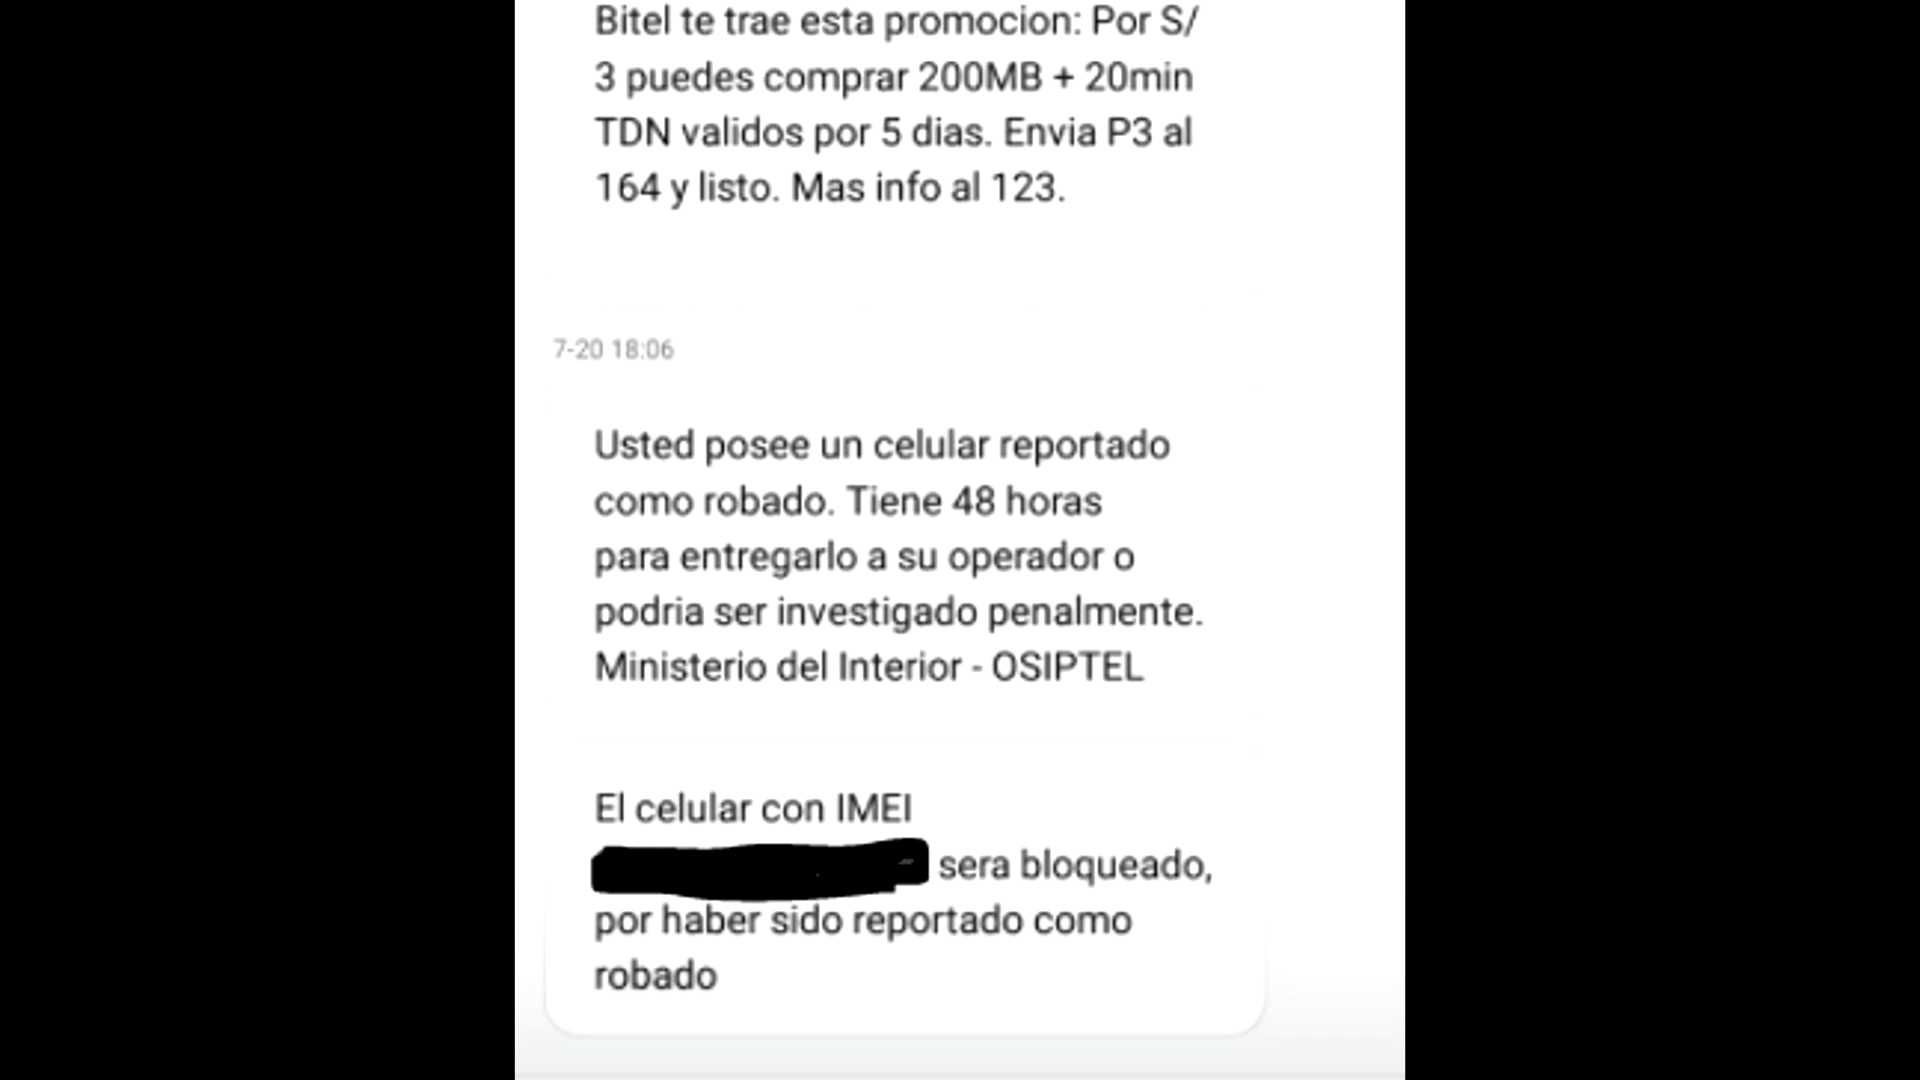 Bitel te trae esta promocion: Por S/
3 puedes comprar 200MB + 20min
TDN validos por 5 dias. Envia P3 al
164 y listo. Mas info al 123.
7-20 18:06
Usted posee un celular reportado
como robado. Tiene 48 horas
para entregarlo a su operador o
podria ser investigado penalmente.
Ministerio del Interior - OSIPTEL
El celular con IMEI
sera bloqueado,
por haber sido reportado como
robado